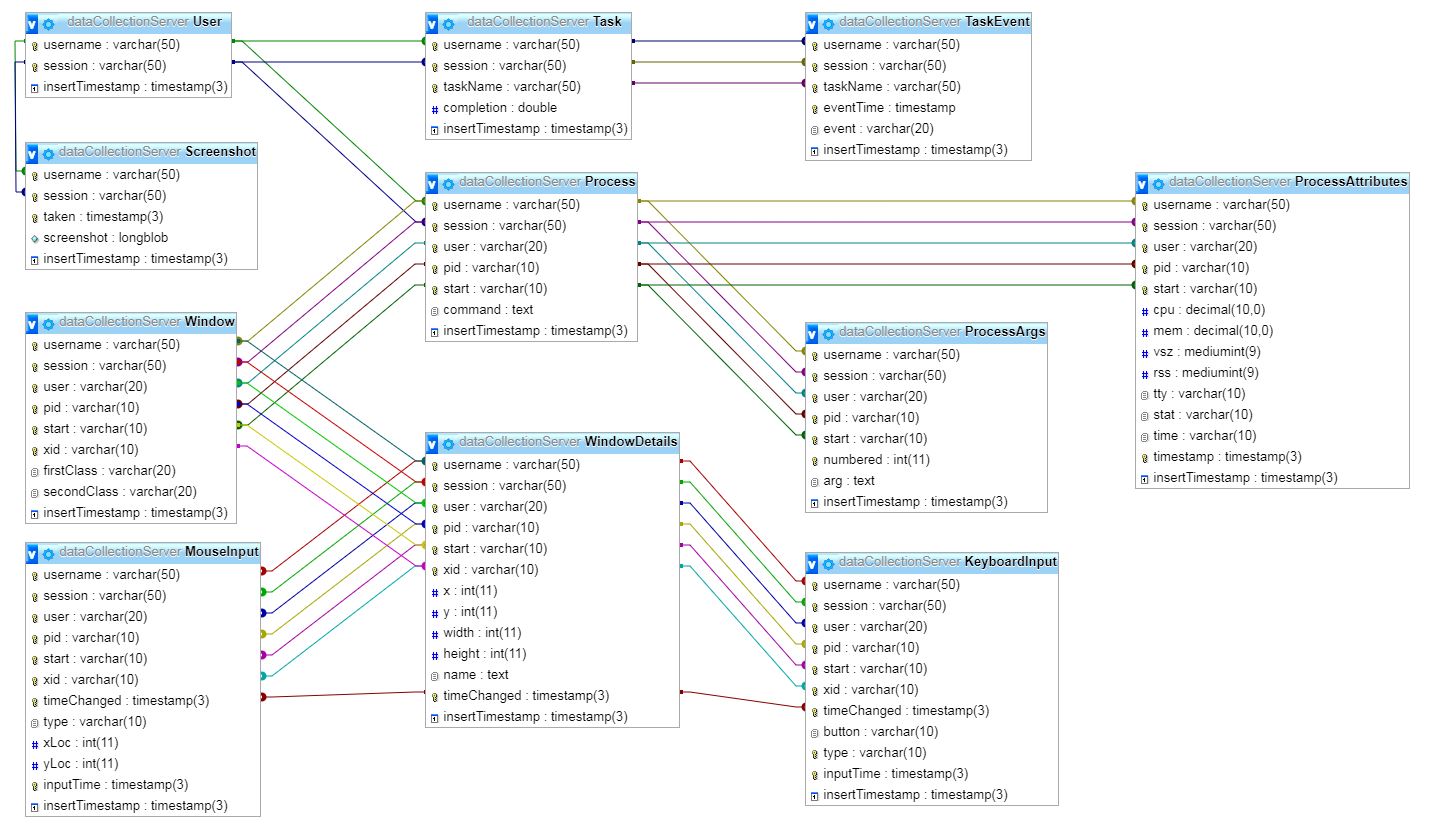 dataCollectionServer User
username : varchar(50)
session : varchar(50)
insertTimestamp : timestamp(3)
dataCollectionServer Task
username : varchar(50)
session : varchar(50)
taskName : varchar(50)
completion : double
insertTimestamp : timestamp(3)
dataCollectionServer TaskEvent
username : varchar(50)
session : varchar(50)
taskName : varchar(50)
eventTime : timestamp
event : varchar(20)
insertTimestamp : timestamp(3)
dataCollectionServer Screenshot
username : varchar(50)
session : varchar(50)
taken : timestamp(3)
screenshot : longblob
insertTimestamp : timestamp(3)
dataCollectionServer Process
username : varchar(50)
session : varchar(50)
user : varchar(20)
pid : varchar(10)
start : varchar(10)
command : text
insertTimestamp : timestamp(3)
dataCollectionServer ProcessAttributes
username : varchar(50)
session : varchar(50)
user : varchar(20)
pid : varchar(10)
start : varchar(10)
cpu : decimal(10,0)
mem : decimal(10,0)
vsz : mediumint(9)
rss : mediumint(9)
tty : varchar(10)
stat : varchar(10)
time : varchar(10)
timestamp : timestamp(3)
insertTimestamp : timestamp(3)
dataCollectionServer Window
username : varchar(50)
session : varchar(50)
user : varchar(20)
pid : varchar(10)
start : varchar(10)
xid : varchar(10)
firstClass : varchar(20)
secondClass : varchar(20)
insertTimestamp : timestamp(3)
dataCollectionServer ProcessArgs
username : varchar(50)
session : varchar(50)
user : varchar(20)
pid : varchar(10)
start : varchar(10)
numbered : int(11)
arg : text
insertTimestamp : timestamp(3)
dataCollectionServer WindowDetails
username : varchar(50)
session : varchar(50)
user : varchar(20)
pid : varchar(10)
start : varchar(10)
xid : varchar(10)
x : int(11)
y : int(11)
width : int(11)
height : int(11)
name : text
timeChanged : timestamp(3)
insertTimestamp : timestamp(3)
dataCollectionServer MouseInput
username : varchar(50)
session : varchar(50)
user : varchar(20)
pid : varchar(10)
start : varchar(10)
xid : varchar(10)
timeChanged : timestamp(3)
type : varchar(10)
xLoc : int(11)
yLoc : int(11)
inputTime : timestamp(3)
insertTimestamp : timestamp(3)
dataCollectionServer KeyboardInput
username : varchar(50)
session : varchar(50)
user : varchar(20)
pid : varchar(10)
start : varchar(10)
xid : varchar(10)
timeChanged : timestamp(3)
button : varchar(10)
type : varchar(10)
inputTime : timestamp(3)
insertTimestamp : timestamp(3)